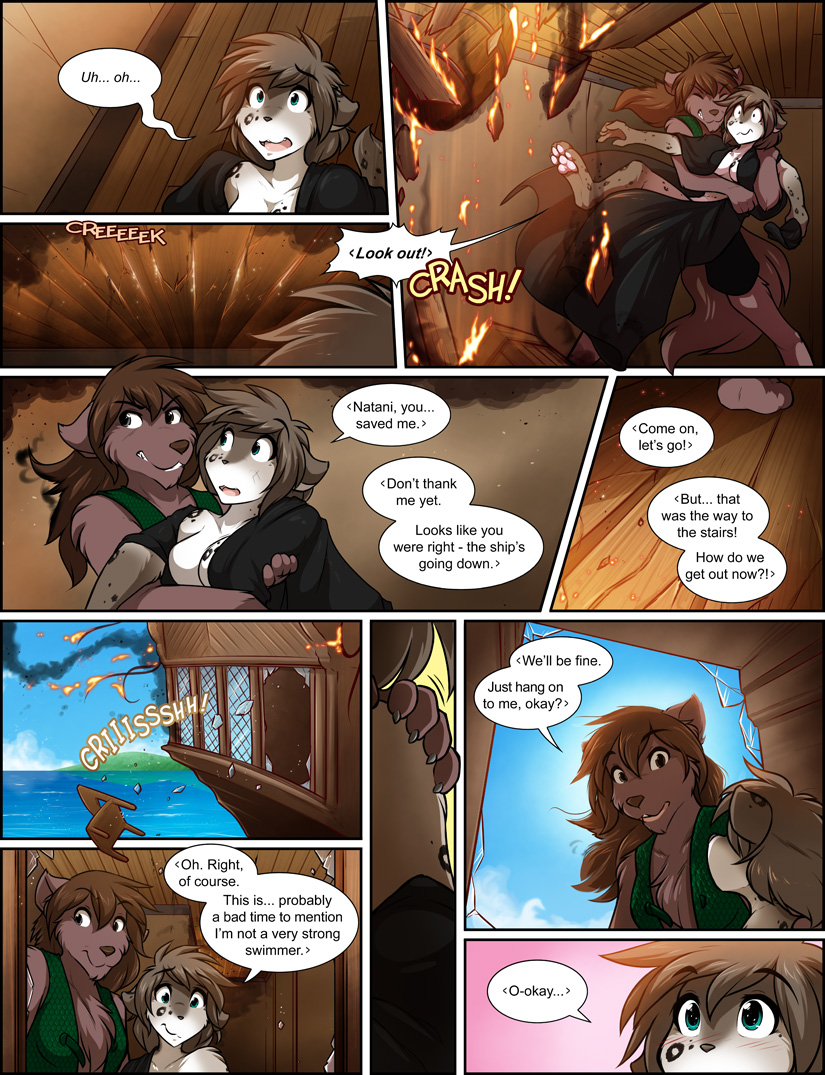 Uh... oh...
CREEEEEK
‹Look out!›
CRASH!
‹Natani, you...
saved me.›
‹Don't thank
me yet.
Looks like you
were right - the ship's
going down.›
‹Come on,
let's go!›
‹But... that
was the way to
the stairs!
How do we
get out now?!›
CRIIISSSHH!
‹Oh. Right,
of course.
This is... probably
a bad time to mention
I'm not a very strong
swimmer.›
‹We'll be fine.
Just hang on
to me, okay?›
‹O-okay...›